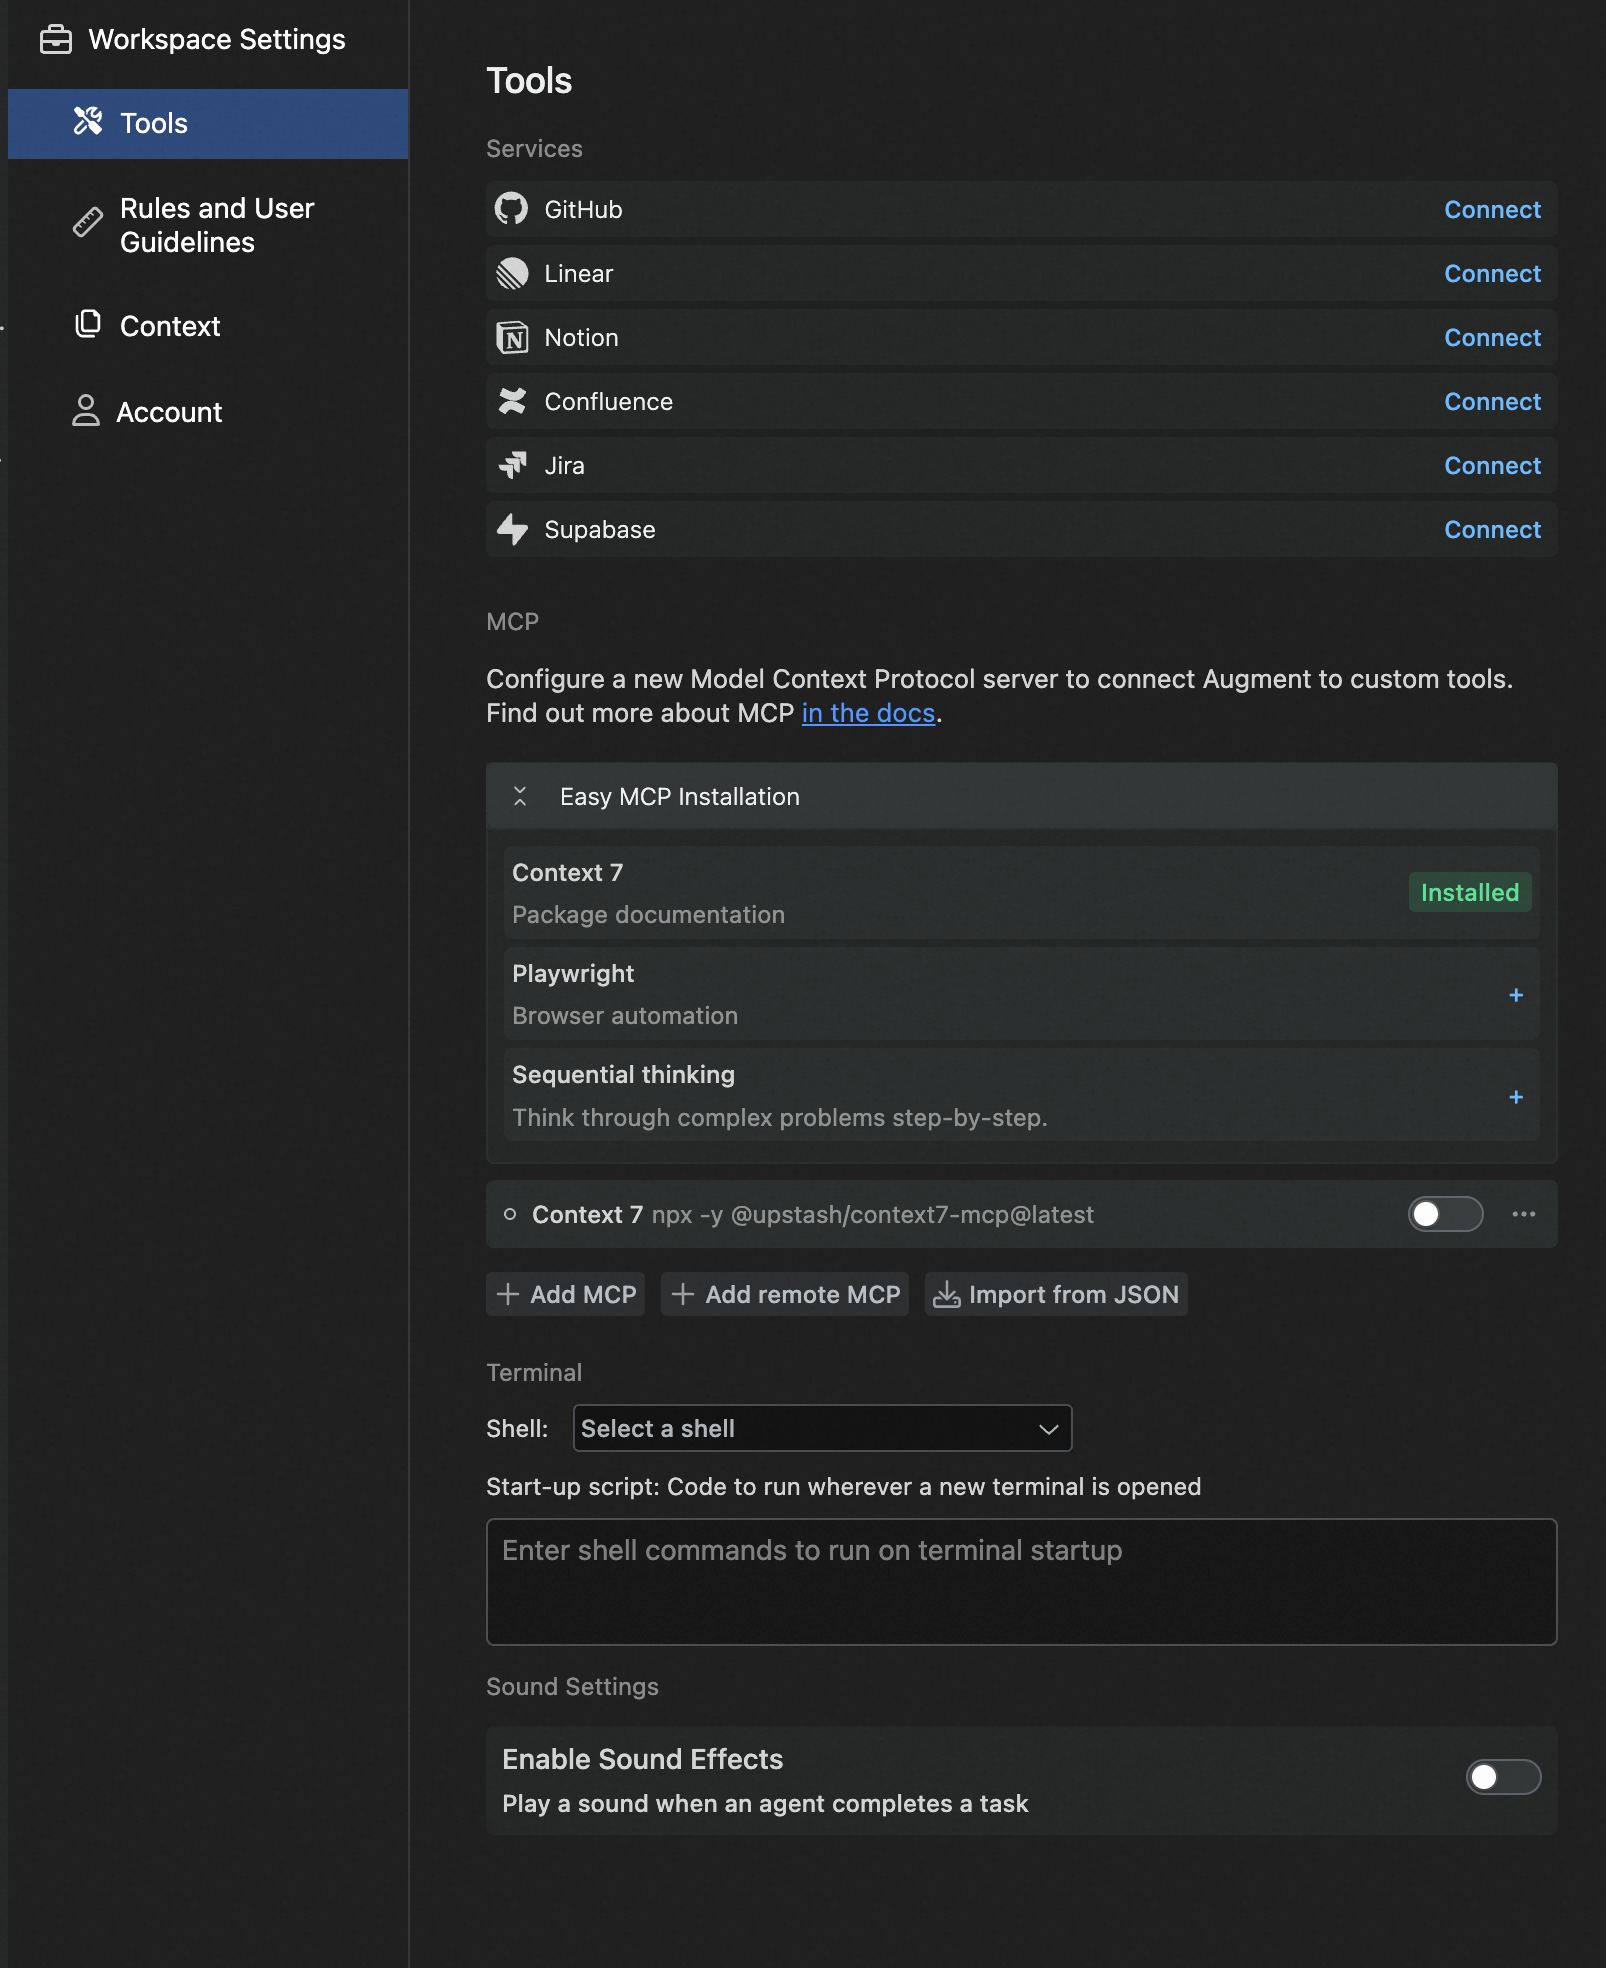 Workspace Settings
Tools
Rules and User
Guidelines
Context
Account
Tools
Services
GitHub Connect
Linear Connect
Notion Connect
Confluence Connect
Jira Connect
Supabase Connect
MCP
Configure a new Model Context Protocol server to connect Augment to custom tools.
Find out more about MCP in the docs.
Easy MCP Installation
Context 7
Package documentation
Installed
Playwright
Browser automation
+
Sequential thinking
Think through complex problems step-by-step.
+
Context 7 npx -y @upstash/context7-mcp@latest
Add MCP Add remote MCP Import from JSON
Terminal
Shell: Select a shell
Start-up script: Code to run wherever a new terminal is opened
Enter shell commands to run on terminal startup
Sound Settings
Enable Sound Effects
Play a sound when an agent completes a task